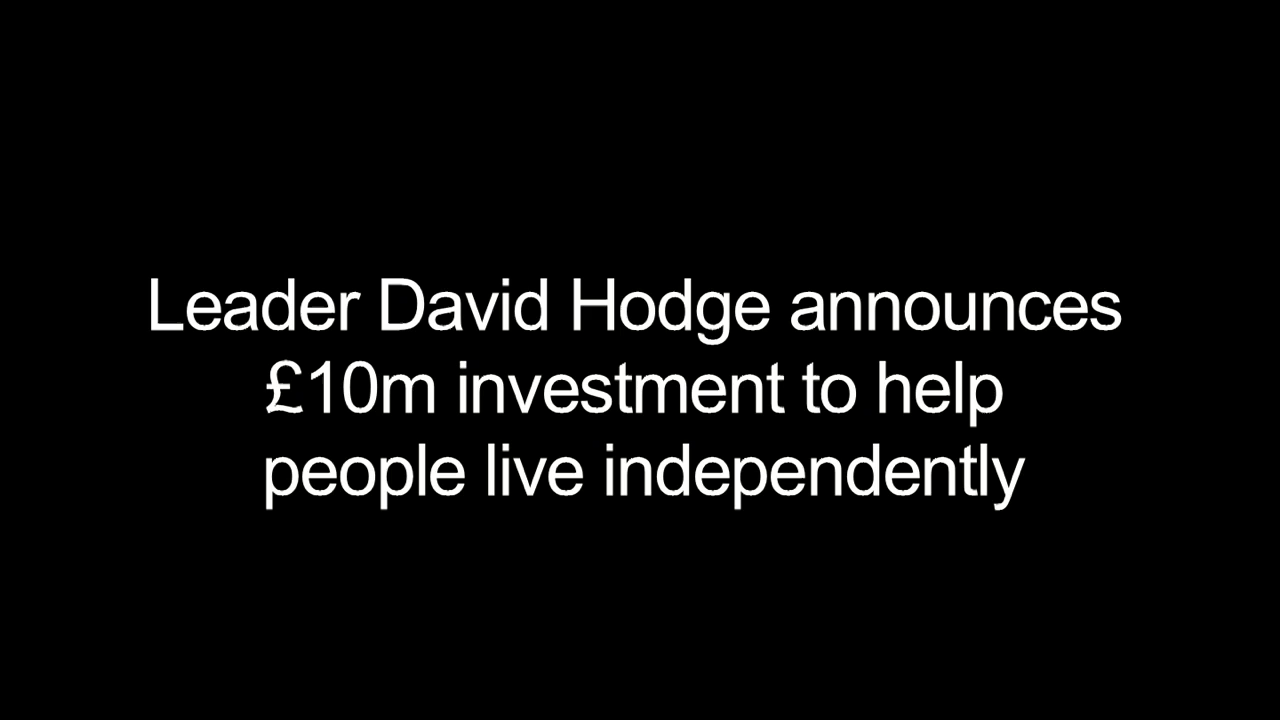 Leader David Hodge announces
£10m investment to help
people live independently